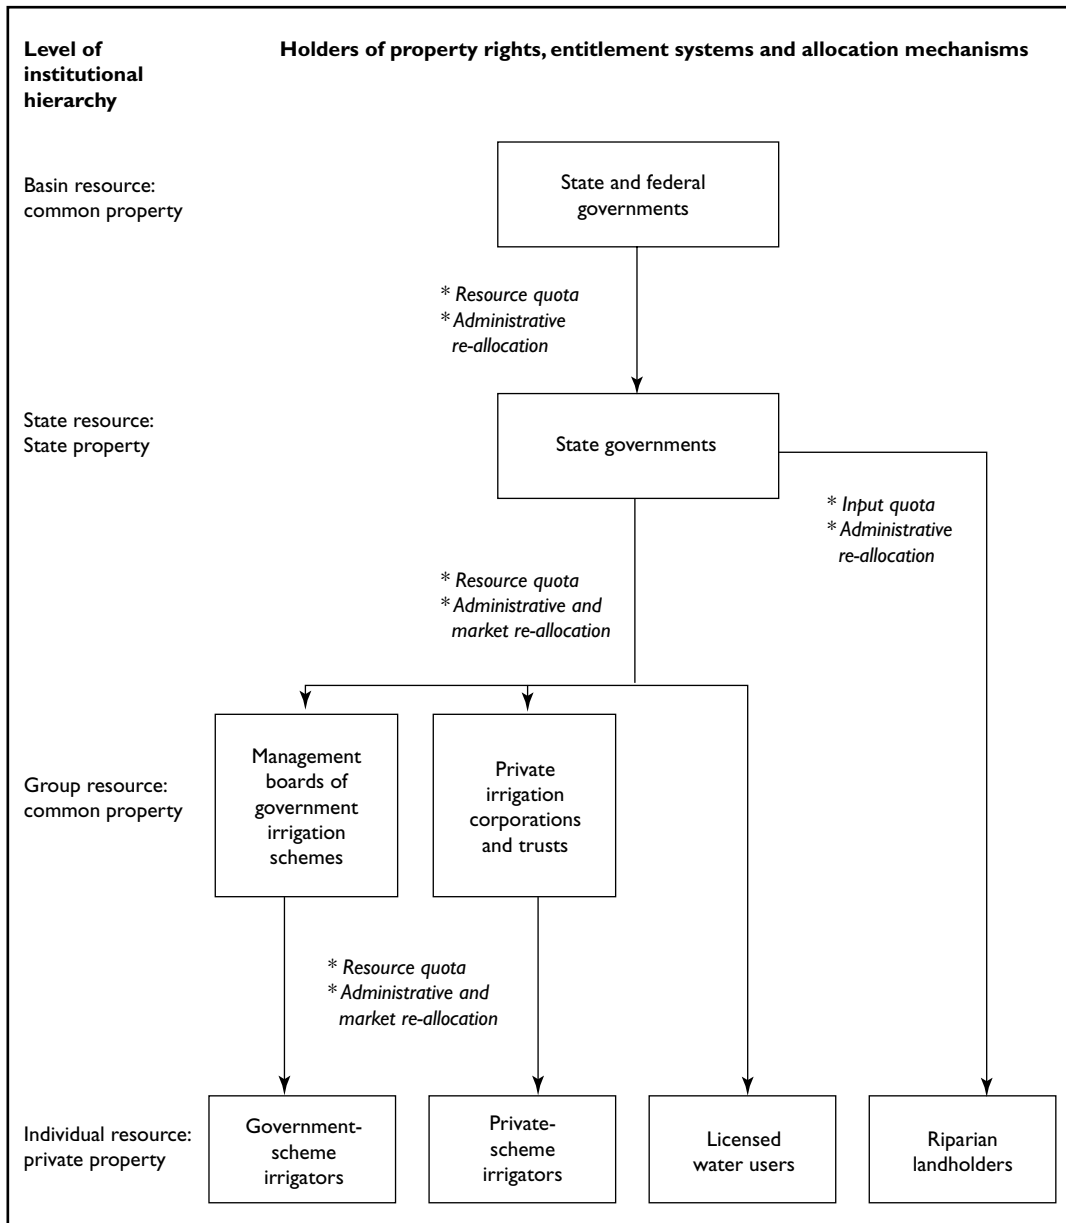 Level of
institutional
hierarchy
Holders of property rights, entitlement systems and allocation mechanisms
Basin resource:
common property
State and federal
governments
* Resource quota
* Administrative
re-allocation
State resource:
State property
State governments
* Input quota
* Administrative
re-allocation
* Resource quota
* Administrative and
market re-allocation
Group resource:
common property
Management
boards of
government
irrigation
schemes
Private
irrigation
corporations
and trusts
* Resource quota
* Administrative and
market re-allocation
Individual resource:
private property
Government-
scheme
irrigators
Private-
scheme
irrigators
Licensed
water users
Riparian
landholders